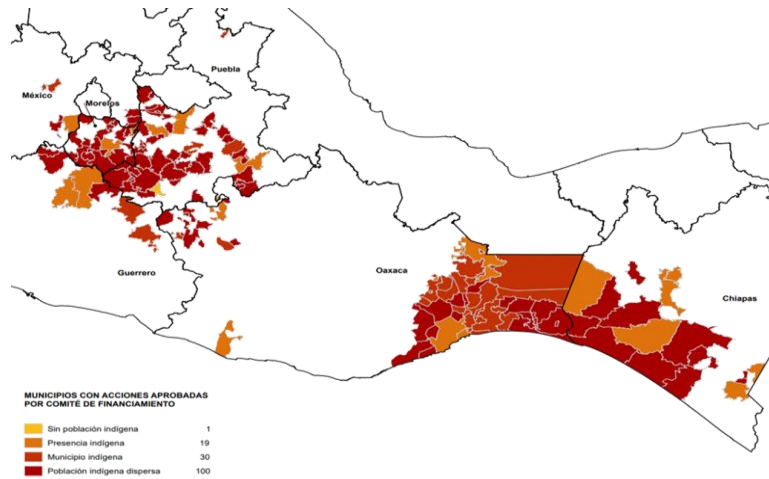 Puebla
México
Morelos
Guerrero
Oaxaca
Chiapas
MUNICIPIOS CON ACCIONES APROBADAS
POR COMITÉ DE FINANCIAMIENTO
Sin población indígena 1
Presencia indígena 19
Municipio indígena 30
Población indígena dispersa 100